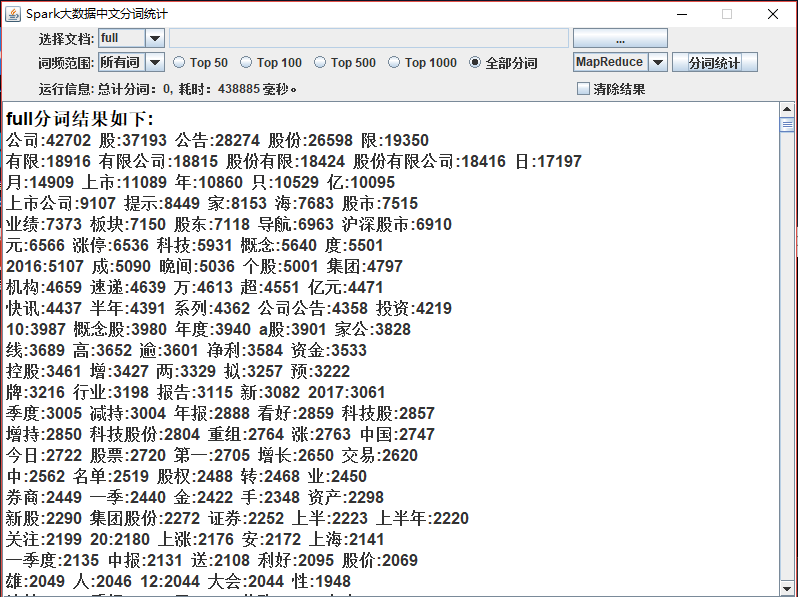 Spark大数据中文分词统计
选择文档: full ...
词频范围: 所有词 Top 50 Top 100 Top 500 Top 1000 全部分词 MapReduce 分词统计
运行信息: 总计分词: 0, 耗时: 438885 毫秒。 清除结果
full分词结果如下:
公司:42702 股:37193 公告:28274 股份:26598 限:19350
有限:18916 有限公司:18815 股份有限:18424 股份有限公司:18416 日:17197
月:14909 上市:11089 年:10860 只:10529 亿:10095
上市公司:9107 提示:8449 家:8153 海:7683 股市:7515
业绩:7373 板块:7150 股东:7118 导航:6963 沪深股市:6910
元:6566 涨停:6536 科技:5931 概念:5640 度:5501
2016:5107 成:5090 晚间:5036 个股:5001 集团:4797
机构:4659 速递:4639 万:4613 超:4551 亿元:4471
快讯:4437 半年:4391 系列:4362 公司公告:4358 投资:4219
10:3987 概念股:3980 年度:3940 a股:3901 家公:3828
线:3689 高:3652 逾:3601 净利:3584 资金:3533
控股:3461 增:3427 两:3329 拟:3257 预:3222
牌:3216 行业:3198 报告:3115 新:3082 2017:3061
季度:3005 减持:3004 年报:2888 看好:2859 科技股:2857
增持:2850 科技股份:2804 重组:2764 涨:2763 中国:2747
今日:2722 股票:2720 第一:2705 增长:2650 交易:2620
中:2562 名单:2519 股权:2488 转:2468 业:2450
券商:2449 一季:2440 金:2422 手:2348 资产:2298
新股:2290 集团股份:2272 证券:2252 上半:2223 上半年:2220
关注:2199 20:2180 上涨:2176 安:2172 上海:2141
一季度:2135 中报:2131 送:2108 利好:2095 股价:2069
雄:2049 人:2046 12:2044 大会:2044 性:1948